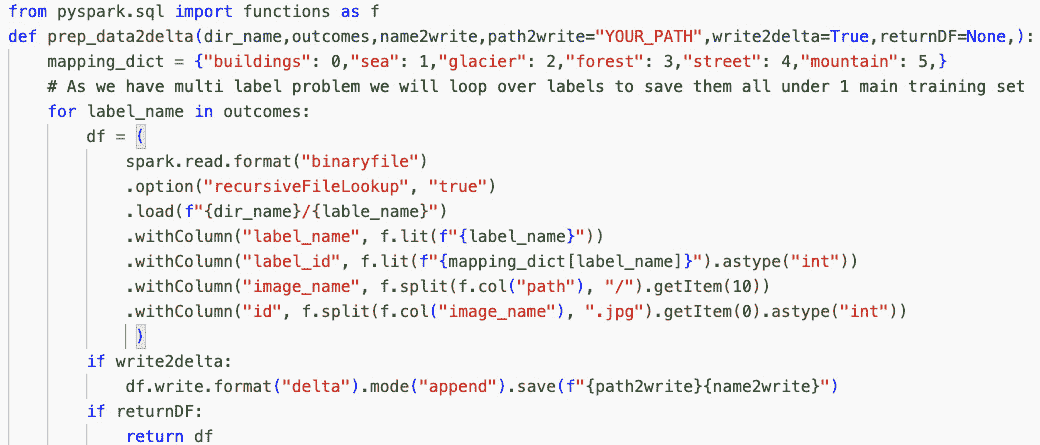 from pyspark.sql import functions as f
def prep_data2delta(dir_name,outcomes,name2write,path2write="YOUR_PATH",write2delta=True,returnDF=None,):
    mapping_dict = {"buildings": 0,"sea": 1,"glacier": 2,"forest": 3,"street": 4,"mountain": 5,}
    # As we have multi label problem we will loop over labels to save them all under 1 main training set
    for label_name in outcomes:
        df = (
            spark.read.format("binaryfile")
            .option("recursiveFileLookup", "true")
            .load(f"{dir_name}/{lable_name}")
            .withColumn("label_name", f.lit(f"{label_name}"))
            .withColumn("label_id", f.lit(f"{mapping_dict[label_name]}").astype("int"))
            .withColumn("image_name", f.split(f.col("path"), "/").getItem(10))
            .withColumn("id", f.split(f.col("image_name"), ".jpg").getItem(0).astype("int"))
            )
        if write2delta:
            df.write.format("delta").mode("append").save(f"{path2write}{name2write}")
        if returnDF:
            return df